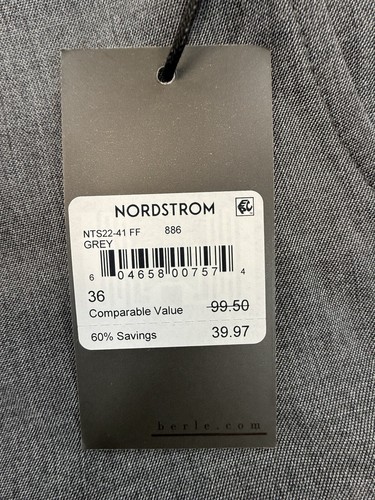 NORDSTROM
NTS22-41 FF 886
GREY
6 04658 00757 4
36
Comparable Value 99.50
60% Savings 39.97
berle.com